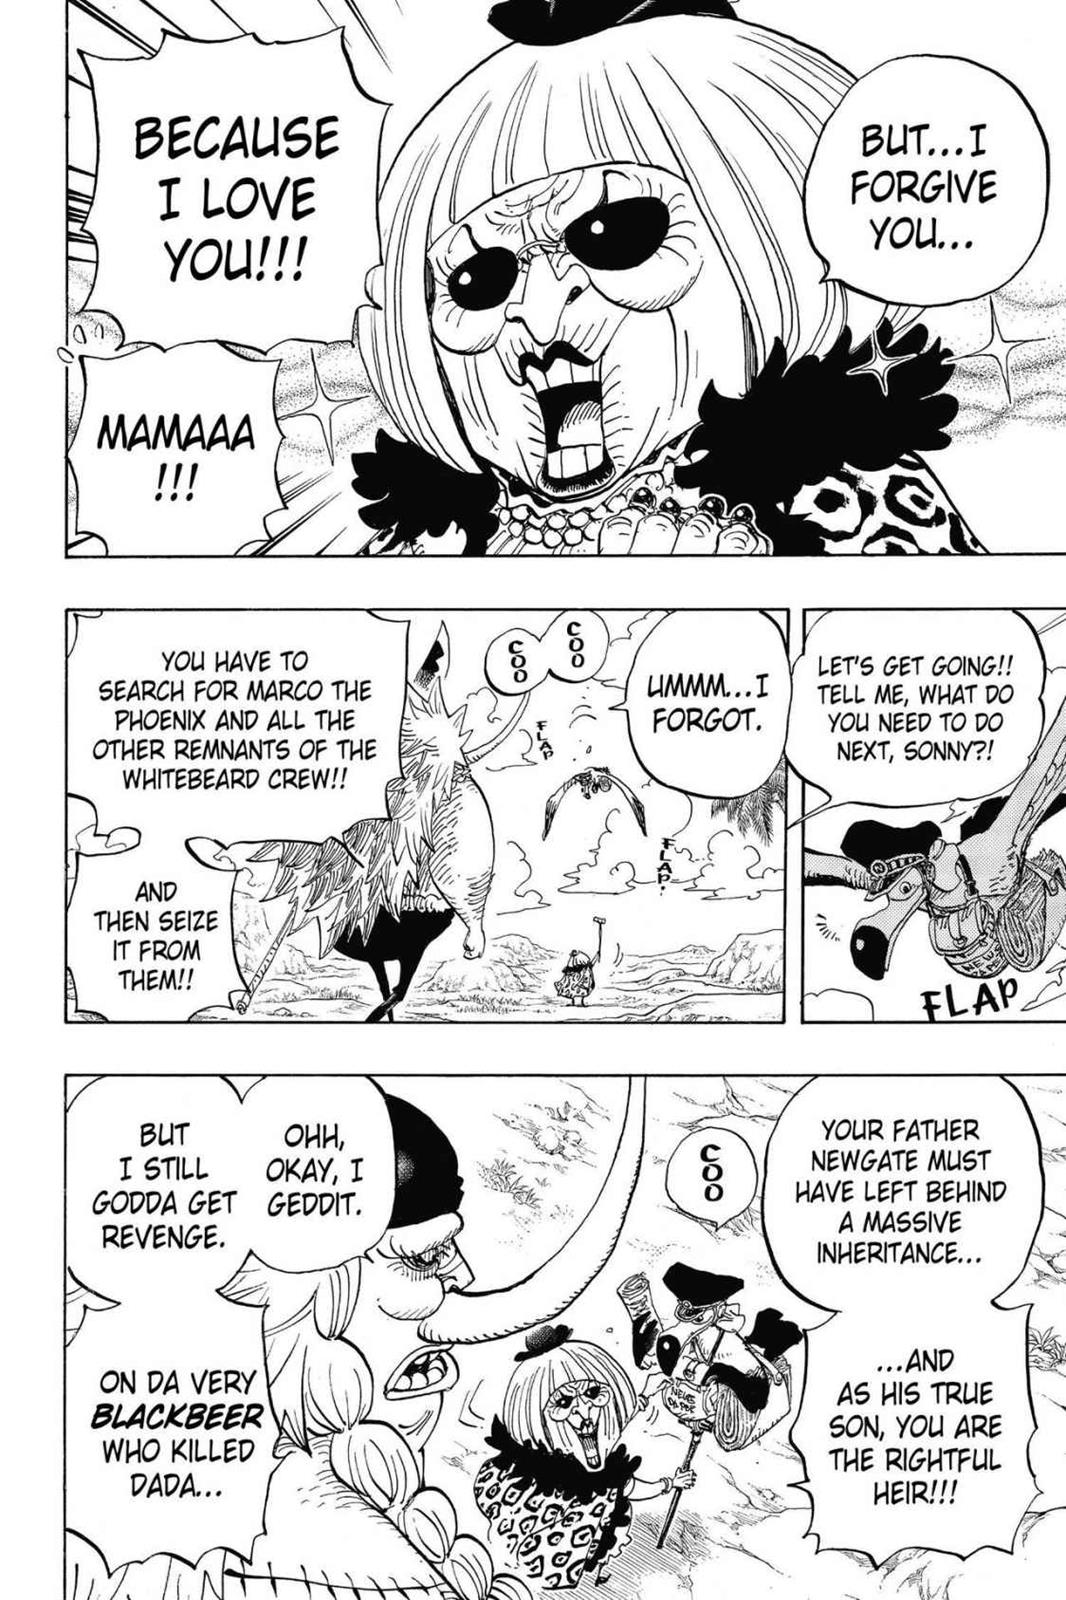 BUT...I
FORGIVE
YOU...
BECAUSE
I LOVE
YOU!!!
MAMAAA
!!!
LET'S GET GOING!!
TELL ME, WHAT DO
YOU NEED TO DO
NEXT, SONNY?!
FLAP
UMMM...I
FORGOT.
COO
COO
FLAP
FLAP!
YOU HAVE TO
SEARCH FOR MARCO THE
PHOENIX AND ALL THE
OTHER REMNANTS OF THE
WHITEBEARD CREW!!
AND
THEN SEIZE
IT FROM
THEM!!
YOUR FATHER
NEWGATE MUST
HAVE LEFT BEHIND
A MASSIVE
INHERITANCE...
...AND
AS HIS TRUE
SON, YOU ARE
THE RIGHTFUL
HEIR!!!
COO
OHH,
OKAY, I
GEDDIT.
BUT
I STILL
GODDA GET
REVENGE.
ON DA VERY
BLACKBEER
WHO KILLED
DADA...